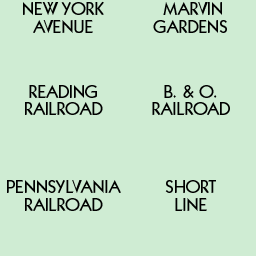 NEW YORK
AVENUE
MARVIN
GARDENS
READING
RAILROAD
B. & O.
RAILROAD
PENNSYLVANIA
RAILROAD
SHORT
LINE